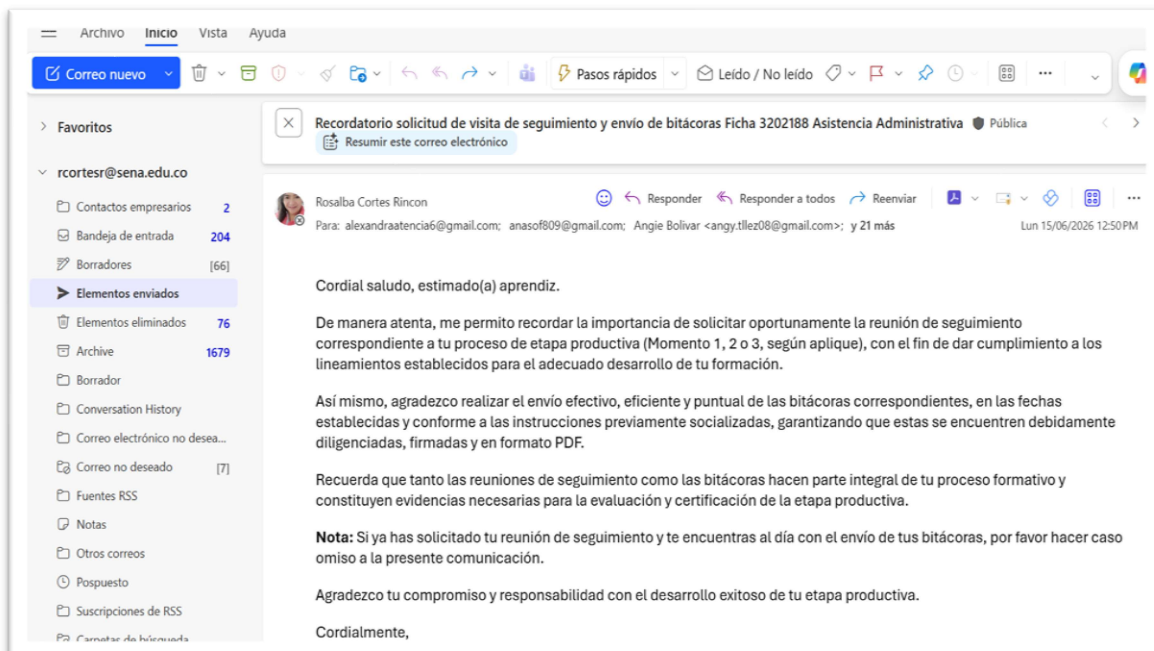 Archivo Inicio Vista Ayuda
Correo nuevo Pasos rápidos Leído / No leído
Favoritos
rcortesr@sena.edu.co
Contactos empresarios 2
Bandeja de entrada 204
Borradores [66]
Elementos enviados
Elementos eliminados 76
Archive 1679
Borrador
Conversation History
Correo electrónico no desea...
Correo no deseado [7]
Fuentes RSS
Notas
Otros correos
Pospuesto
Suscripciones de RSS
Carpetas de búsqueda
Recordatorio solicitud de visita de seguimiento y envio de bitácoras Ficha 3202188 Asistencia Administrativa Pública
Resumir este correo electrónico
Rosalba Cortes Rincon Responder Responder a todos Reenviar
Para: alexandraatencia6@gmail.com; anasof809@gmail.com; Angie Bolivar <angy.tllez08@gmail.com>; y 21 más Lun 15/06/2026 12:50 PM
Cordial saludo, estimado(a) aprendiz.
De manera atenta, me permito recordar la importancia de solicitar oportunamente la reunión de seguimiento
correspondiente a tu proceso de etapa productiva (Momento 1, 2 o 3, según aplique), con el fin de dar cumplimiento a los
lineamientos establecidos para el adecuado desarrollo de tu formación.
Así mismo, agradezco realizar el envío efectivo, eficiente y puntual de las bitácoras correspondientes, en las fechas
establecidas y conforme a las instrucciones previamente socializadas, garantizando que estas se encuentren debidamente
diligenciadas, firmadas y en formato PDF.
Recuerda que tanto las reuniones de seguimiento como las bitácoras hacen parte integral de tu proceso formativo y
constituyen evidencias necesarias para la evaluación y certificación de la etapa productiva.
Nota: Si ya has solicitado tu reunión de seguimiento y te encuentras al día con el envío de tus bitácoras, por favor hacer caso
omiso a la presente comunicación.
Agradezco tu compromiso y responsabilidad con el desarrollo exitoso de tu etapa productiva.
Cordialmente,